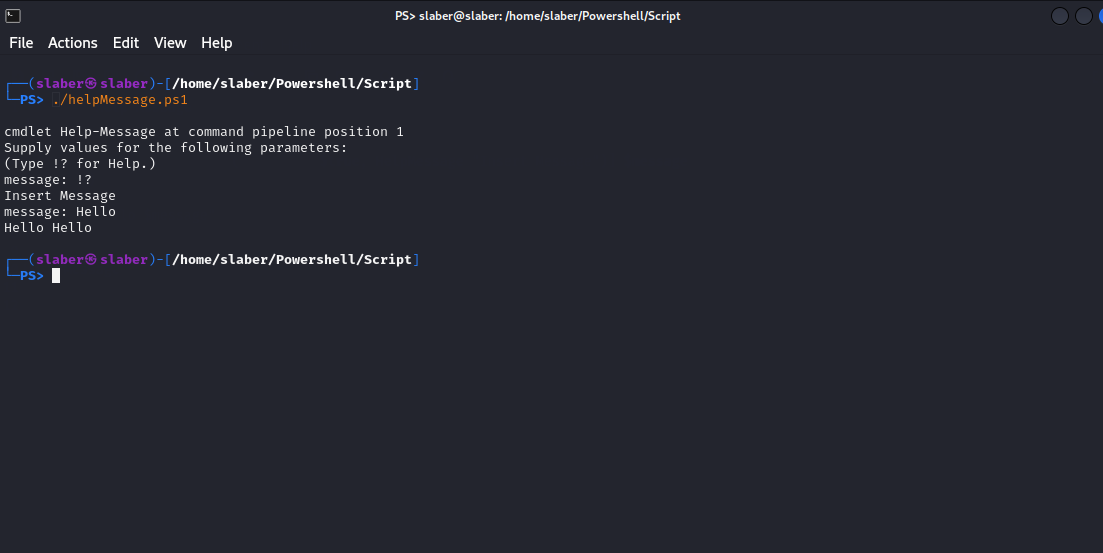 PS> slaber@slaber: /home/slaber/Powershell/Script
File Actions Edit View Help
┌──(slaber㉿slaber)-[/home/slaber/Powershell/Script]
└─PS> ./helpMessage.ps1
cmdlet Help-Message at command pipeline position 1
Supply values for the following parameters:
(Type !? for Help.)
message: !?
Insert Message
message: Hello
Hello Hello
┌──(slaber㉿slaber)-[/home/slaber/Powershell/Script]
└─PS>